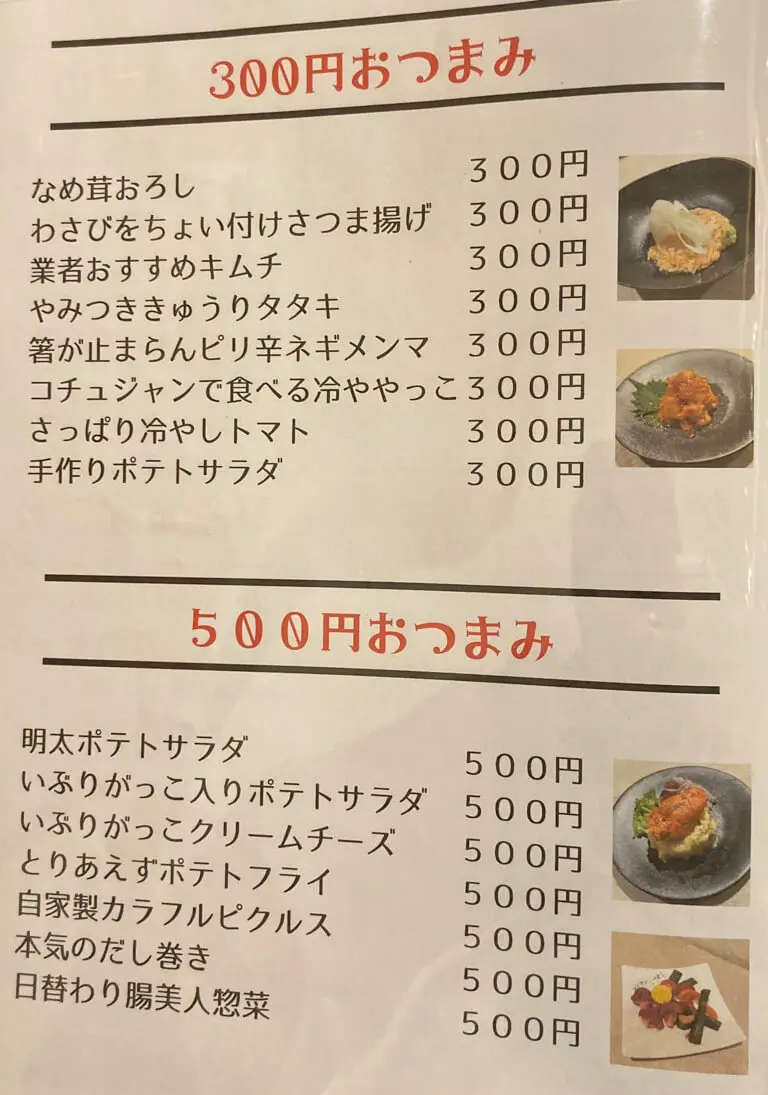 300円おつまみ
なめ茸おろし 300円
わさびをちょい付けさつま揚げ 300円
業者おすすめキムチ 300円
やみつききゅうりタタキ 300円
箸が止まらんピリ辛ネギメンマ 300円
コチュジャンで食べる冷ややっこ 300円
さっぱり冷やしトマト 300円
手作りポテトサラダ 300円
500円おつまみ
明太ポテトサラダ 500円
いぶりがっこ入りポテトサラダ 500円
いぶりがっこクリームチーズ 500円
とりあえずポテトフライ 500円
自家製カラフルピクルス 500円
本気のだし巻き 500円
日替わり腸美人惣菜 500円